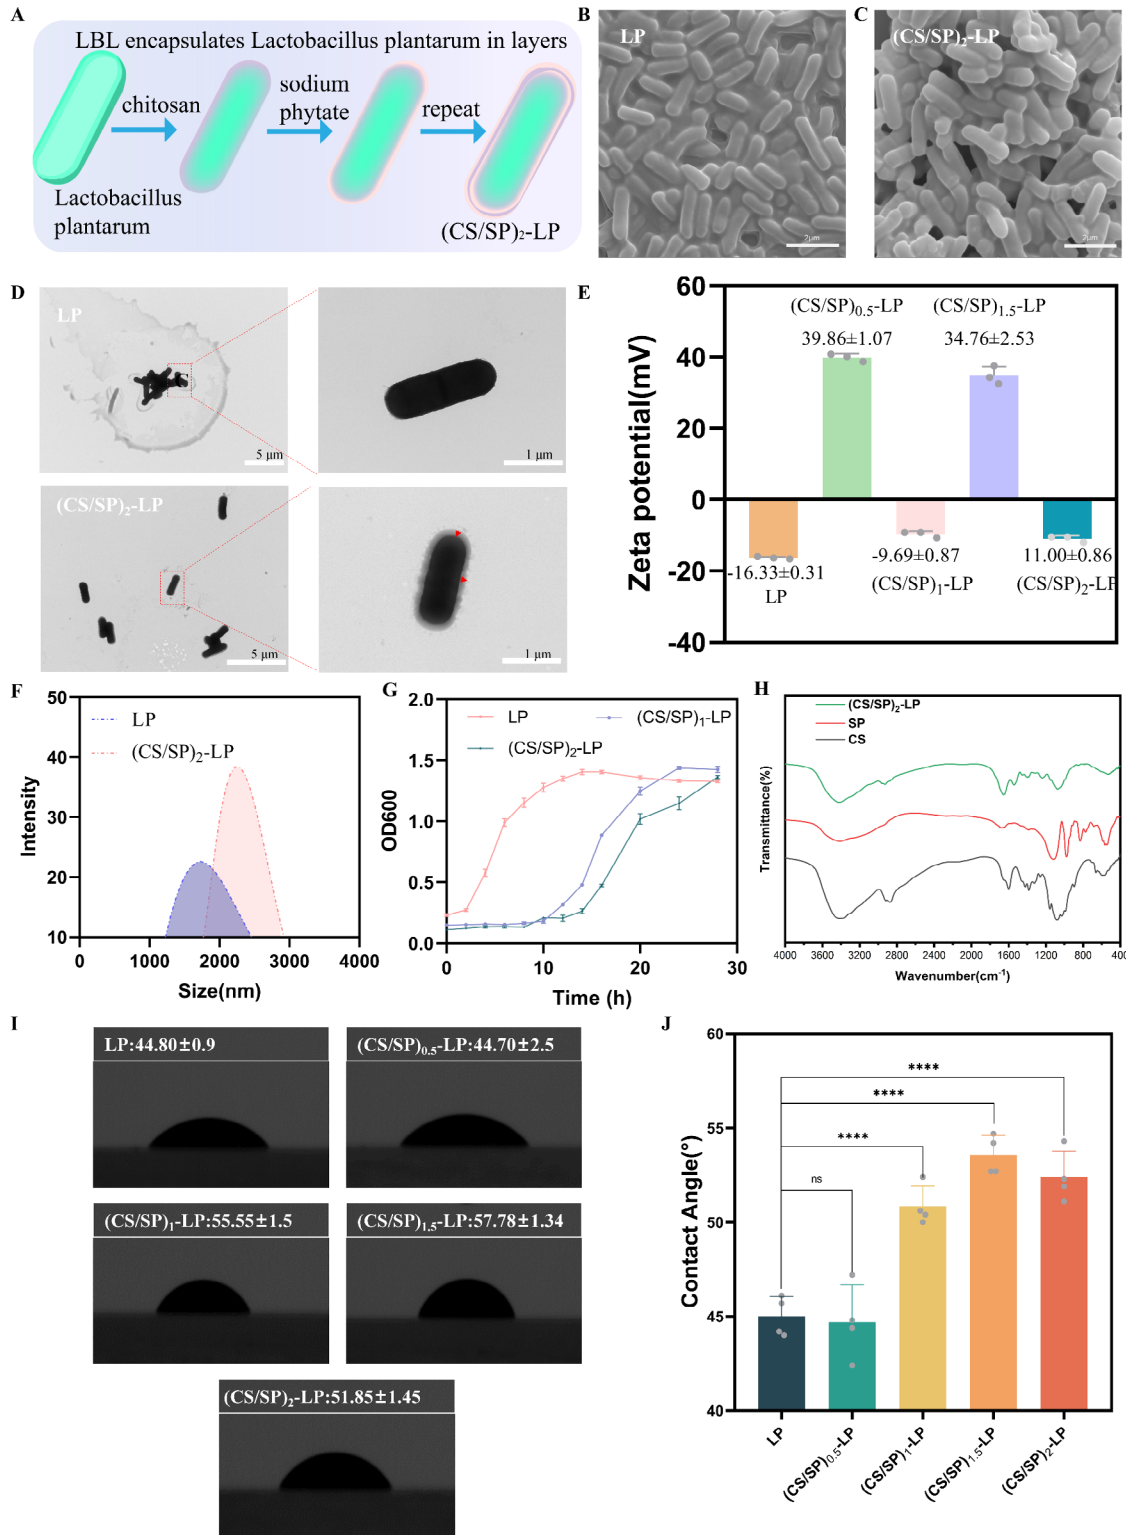 A
LBL encapsulates Lactobacillus plantarum in layers
chitosan
sodium
phytate
repeat
Lactobacillus
plantarum
(CS/SP)₂-LP
B
LP
2μm
C
(CS/SP)₂-LP
2μm
D
LP
5 μm
1 μm
(CS/SP)₂-LP
5 μm
1 μm
E
Zeta potential(mV)
60
40
20
0
-20
-40
(CS/SP)₀.₅-LP
39.86±1.07
(CS/SP)₁.₅-LP
34.76±2.53
-16.33±0.31
LP
-9.69±0.87
(CS/SP)₁-LP
11.00±0.86
(CS/SP)₂-LP
F
Intensity
50
40
30
20
10
LP
(CS/SP)₂-LP
0 1000 2000 3000 4000
Size(nm)
G
OD600
2.0
1.5
1.0
0.5
0.0
LP
(CS/SP)₁-LP
(CS/SP)₂-LP
0 10 20 30
Time (h)
H
Transmittance(%)
(CS/SP)₂-LP
SP
CS
4000 3600 3200 2800 2400 2000 1600 1200 800 400
Wavenumber(cm⁻¹)
I
LP:44.80±0.9
(CS/SP)₀.₅-LP:44.70±2.5
(CS/SP)₁-LP:55.55±1.5
(CS/SP)₁.₅-LP:57.78±1.34
(CS/SP)₂-LP:51.85±1.45
J
Contact Angle(°)
60
55
50
45
40
ns
****
****
****
LP
(CS/SP)₀.₅-LP
(CS/SP)₁-LP
(CS/SP)₁.₅-LP
(CS/SP)₂-LP